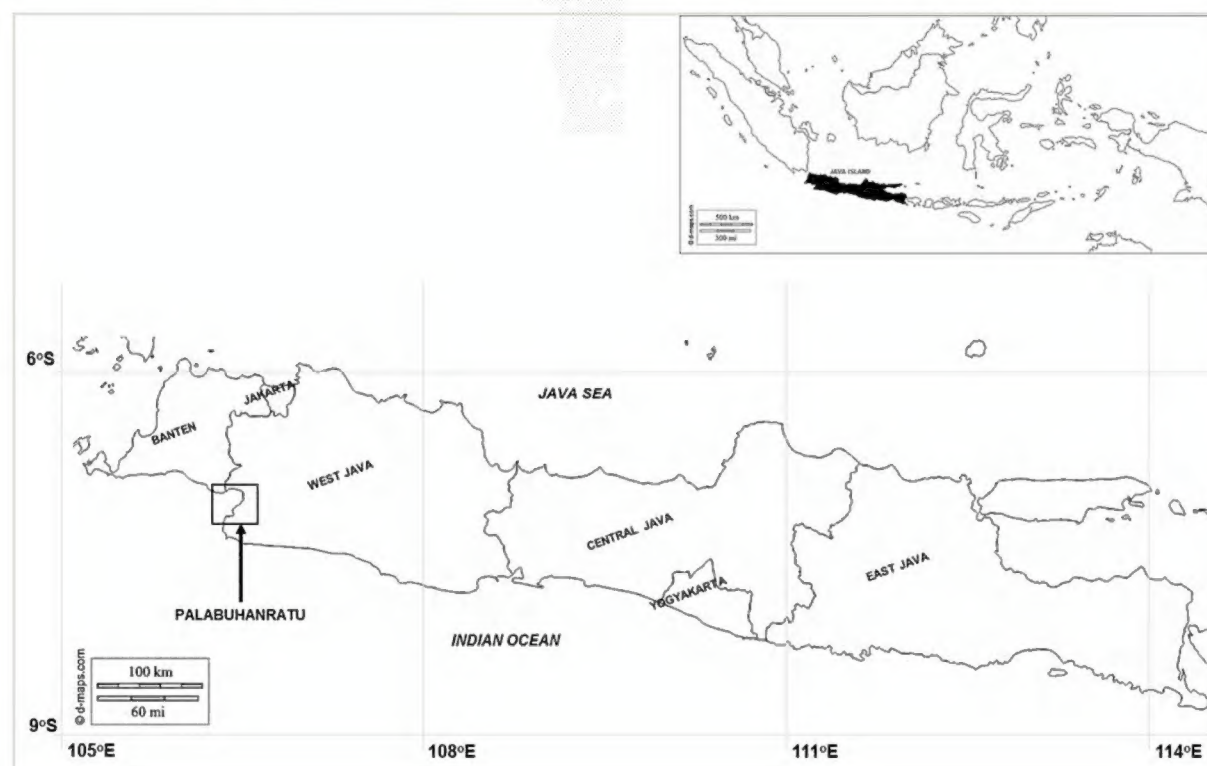 JAVA ISLAND
500 km
300 mi
© d-maps.com
6°S
JAVA SEA
JAKARTA
BANTEN
WEST JAVA
CENTRAL JAVA
EAST JAVA
YOGYAKARTA
PALABUHANRATU
INDIAN OCEAN
100 km
60 mi
© d-maps.com
9°S
105°E
108°E
111°E
114°E